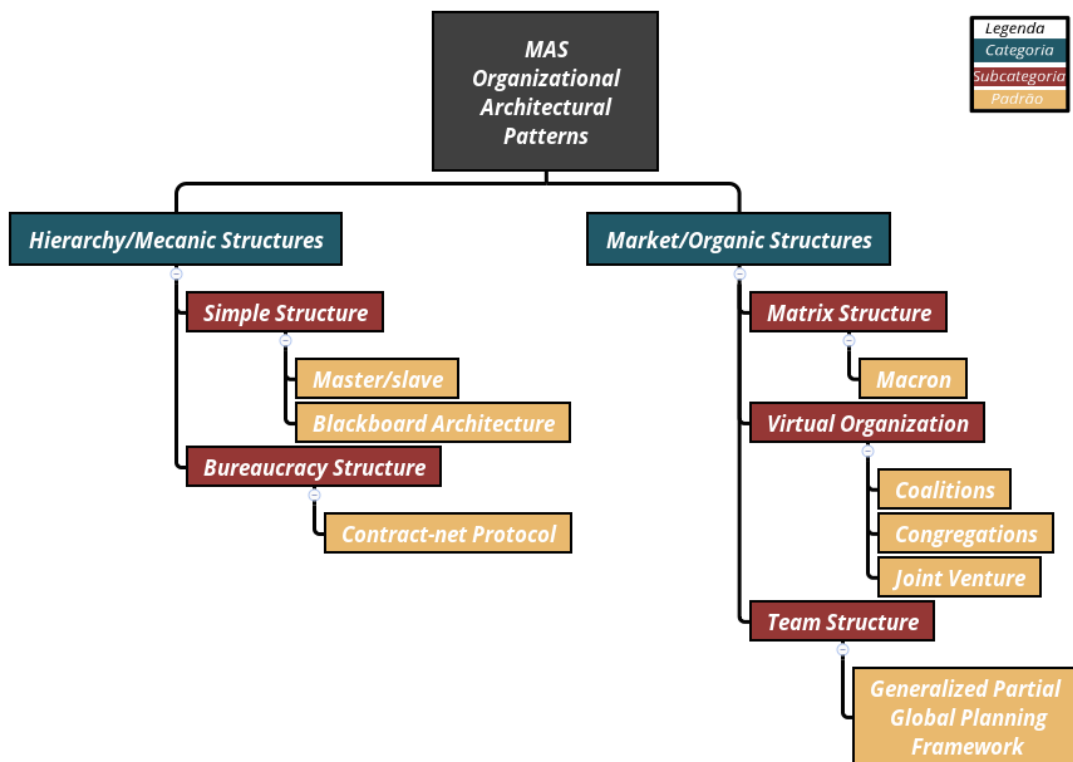 MAS
Organizational
Architectural
Patterns
Legenda
Categoria
Subcategoria
Padrão
Hierarchy/Mecanic Structures
Simple Structure
Master/slave
Blackboard Architecture
Bureaucracy Structure
Contract-net Protocol
Market/Organic Structures
Matrix Structure
Macron
Virtual Organization
Coalitions
Congregations
Joint Venture
Team Structure
Generalized Partial
Global Planning
Framework